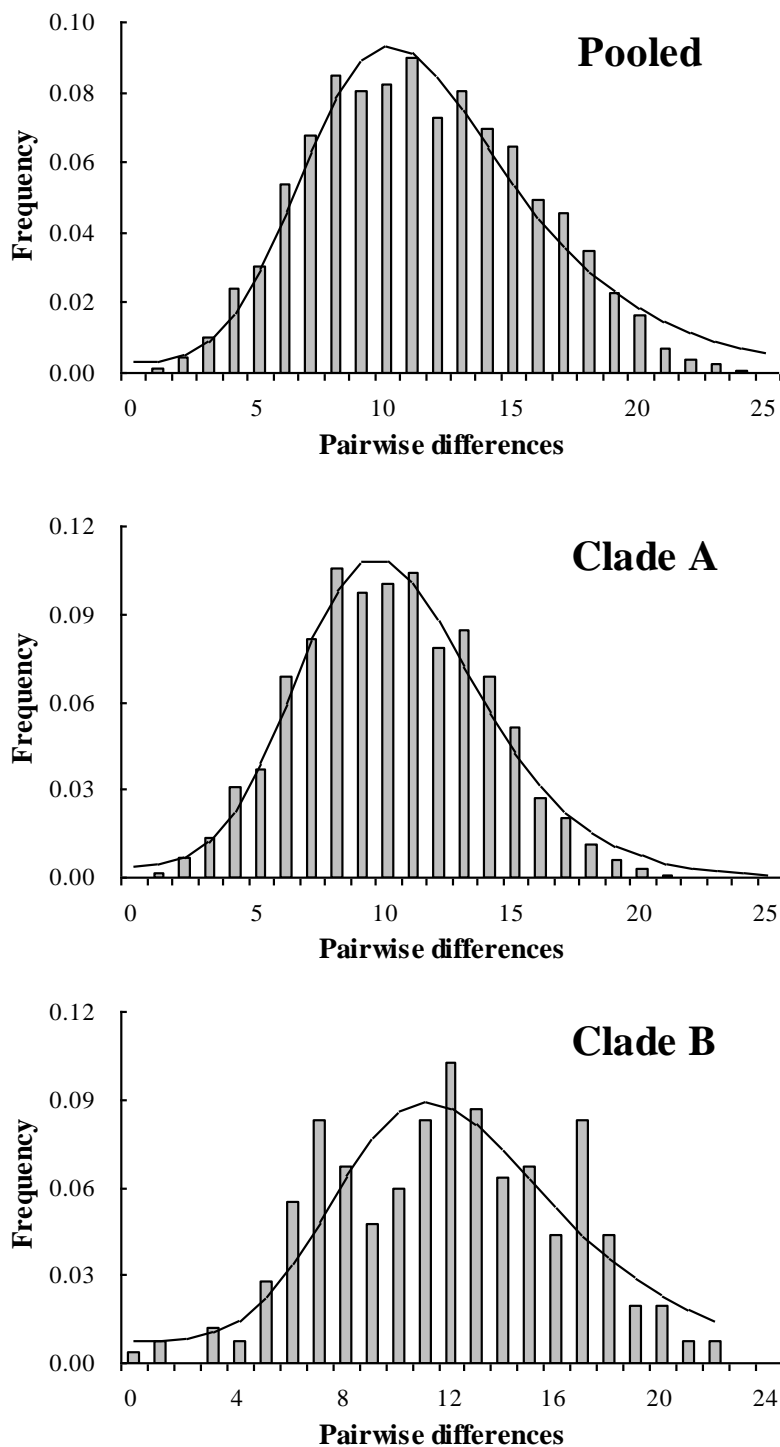 Pooled
Frequency
0.10
0.08
0.06
0.04
0.02
0.00
0 5 10 15 20 25
Pairwise differences
Clade A
Frequency
0.12
0.09
0.06
0.03
0.00
0 5 10 15 20 25
Pairwise differences
Clade B
Frequency
0.12
0.09
0.06
0.03
0.00
0 4 8 12 16 20 24
Pairwise differences